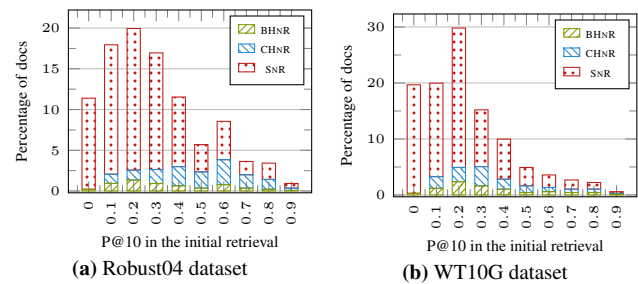 20
15
10
5
0
Percentage of docs
BHNR
CHNR
SNR
0
0.1
0.2
0.3
0.4
0.5
0.6
0.7
0.8
0.9
P@10 in the initial retrieval
(a) Robust04 dataset
30
20
10
0
Percentage of docs
BHNR
CHNR
SNR
0
0.1
0.2
0.3
0.4
0.5
0.6
0.7
0.8
0.9
P@10 in the initial retrieval
(b) WT10G dataset